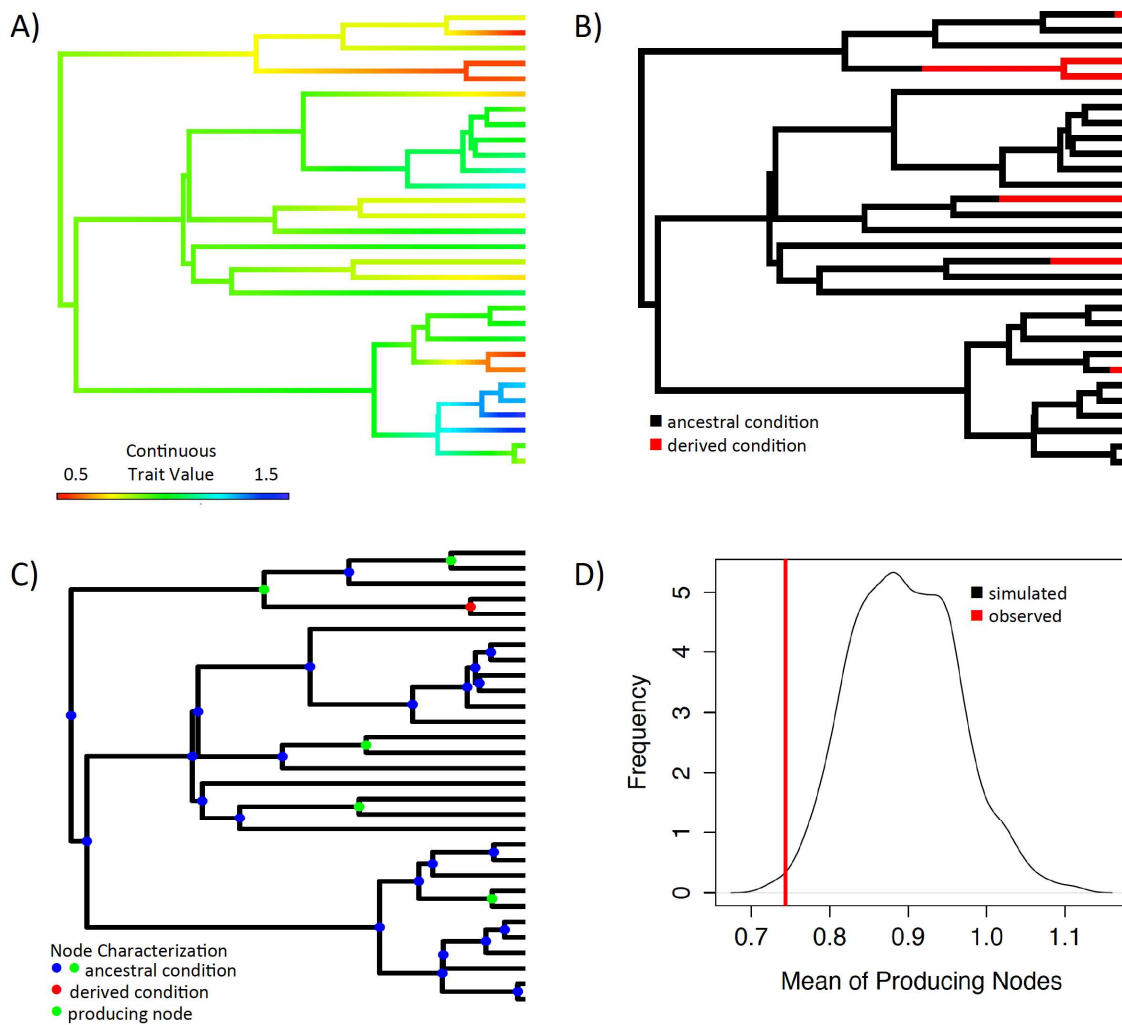 A)
Continuous
Trait Value
0.5
1.5
B)
ancestral condition
derived condition
C)
Node Characterization
ancestral condition
derived condition
producing node
D)
simulated
observed
Frequency
5
4
3
2
1
0
0.7 0.8 0.9 1.0 1.1
Mean of Producing Nodes